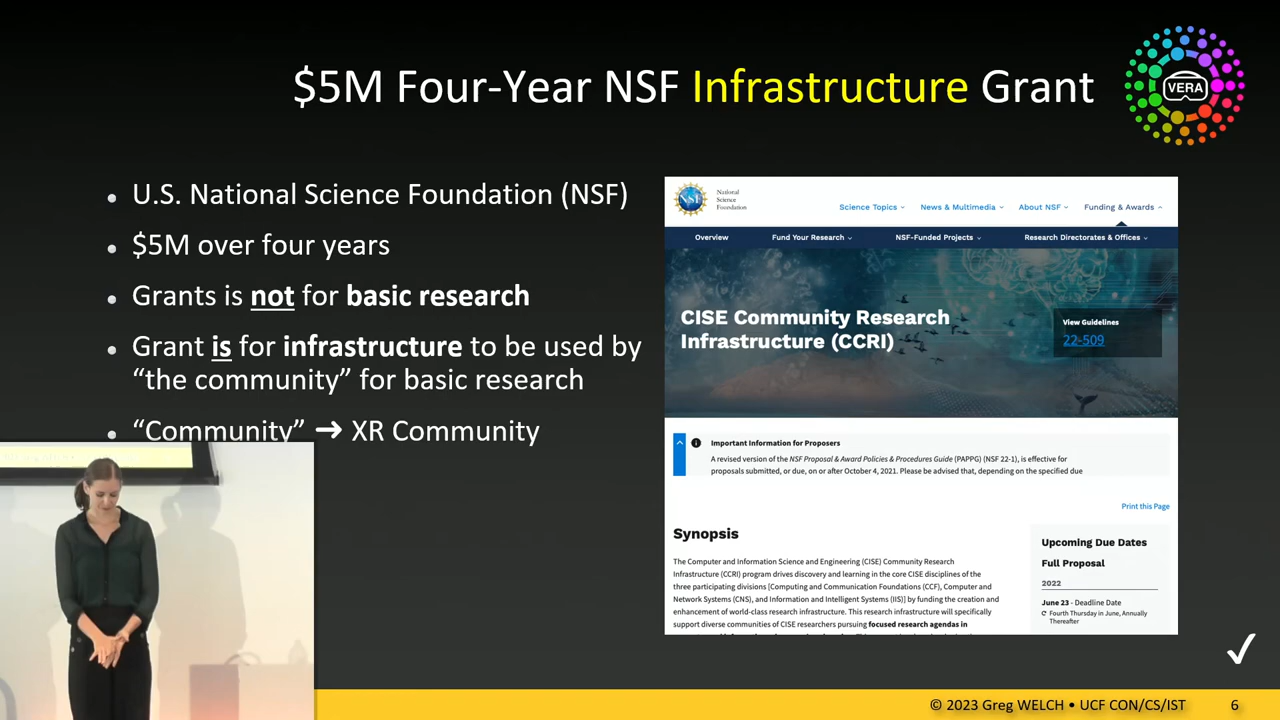 $5M Four-Year NSF Infrastructure Grant
VERA
U.S. National Science Foundation (NSF)
$5M over four years
Grants is not for basic research
Grant is for infrastructure to be used by
“the community” for basic research
“Community” → XR Community
NSF
National
Science
Foundation
Science Topics
News & Multimedia
About NSF
Funding & Awards
Overview
Fund Your Research
NSF-Funded Projects
Research Directorates & Offices
CISE Community Research
Infrastructure (CCRI)
View Guidelines
22-509
Important Information for Proposers
A revised version of the NSF Proposal & Award Policies & Procedures Guide (PAPPG) (NSF 22-1), is effective for
proposals submitted, or due, on or after October 4, 2021. Please be advised that, depending on the specified due
Print this Page
Synopsis
The Computer and Information Science and Engineering (CISE) Community Research
Infrastructure (CCRI) program drives discovery and learning in the core CISE disciplines of the
three participating divisions [Computing and Communication Foundations (CCF), Computer and
Network Systems (CNS), and Information and Intelligent Systems (IIS)] by funding the creation and
enhancement of world-class research infrastructure. This research infrastructure will specifically
support diverse communities of CISE researchers pursuing focused research agendas in
Upcoming Due Dates
Full Proposal
2022
June 23 - Deadline Date
Fourth Thursday in June, Annually
Thereafter
© 2023 Greg WELCH • UCF CON/CS/IST
6